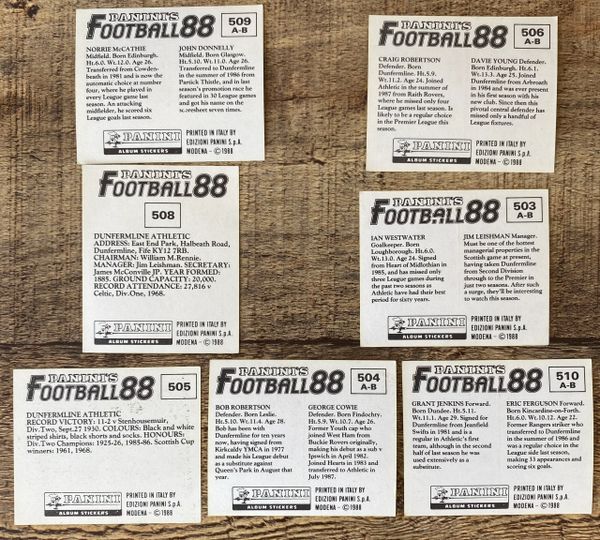 PANINI'S
FOOTBALL 88
509
A-B
NORRIE McCATHIE
Midfield. Born Edinburgh.
Ht.6.0. Wt.12.0. Age 26.
Transferred from Cowden-
beath in 1981 and is now the
automatic choice at number
four, where he played in
every League game last
season. An attacking
midfielder, he scored six
League goals last season.
JOHN DONNELLY
Midfield. Born Glasgow.
Ht.5.10. Wt.11.0. Age 26.
Transferred to Dunfermline
in the summer of 1986 from
Partick Thistle, and in last
season's promotion race he
featured in 30 League games
and got his name on the
scoresheet seven times.
PANINI
ALBUM STICKERS
PRINTED IN ITALY BY
EDIZIONI PANINI S.p.A.
MODENA - © 1988
PANINI'S
FOOTBALL 88
506
A-B
CRAIG ROBERTSON
Defender. Born
Dunfermline. Ht.5.9.
Wt.11.2. Age 24. Joined
Athletic in the summer of
1987 from Raith Rovers,
where he missed only four
League games last season. Is
likely to be a regular choice
in the Premier League this
season.
DAVIE YOUNG Defender.
Born Edinburgh. Ht.6.1.
Wt.13.3. Age 25. Joined
Dunfermline from Arbroath
in 1984 and was ever present
in his first season with his
new club. Since then this
pivotal central defender has
missed only a handful of
League fixtures.
PANINI
ALBUM STICKERS
PRINTED IN ITALY BY
EDIZIONI PANINI S.p.A.
MODENA - © 1988
PANINI'S
FOOTBALL 88
508
DUNFERMLINE ATHLETIC
ADDRESS: East End Park, Halbeath Road,
Dunfermline, Fife KY12 7RB.
CHAIRMAN: William M.Rennie.
MANAGER: Jim Leishman. SECRETARY:
James McConville JP. YEAR FORMED:
1885. GROUND CAPACITY: 20,000.
RECORD ATTENDANCE: 27,816 v
Celtic, Div.One, 1968.
PANINI
ALBUM STICKERS
PRINTED IN ITALY BY
EDIZIONI PANINI S.p.A.
MODENA - © 1988
PANINI'S
FOOTBALL 88
503
A-B
IAN WESTWATER
Goalkeeper. Born
Loughborough. Ht.6.0.
Wt.13.0. Age 24. Signed
from Heart of Midlothian in
1985, and has missed only
three League games during
the past two seasons as
Athletic have had their best
period for sixty years.
JIM LEISHMAN Manager.
Must be one of the hottest
managerial properties in the
Scottish game at present,
having taken Dunfermline
from Second Division
through to the Premier in
just two years. After such a
surge, they'll be interesting
to watch this season.
PANINI
ALBUM STICKERS
PRINTED IN ITALY BY
EDIZIONI PANINI S.p.A.
MODENA - © 1988
PANINI'S
FOOTBALL 88
505
DUNFERMLINE ATHLETIC
RECORD VICTORY: 11-2 v Stenhousemuir,
Div.Two, Sept.27 1930. COLOURS: Black and white
striped shirts, black shorts and socks. HONOURS:
Div.Two Champions: 1925-26, 1985-86. Scottish Cup
winners: 1961, 1968.
PANINI
ALBUM STICKERS
PRINTED IN ITALY BY
EDIZIONI PANINI S.p.A.
MODENA - © 1988
PANINI'S
FOOTBALL 88
504
A-B
BOB ROBERTSON
Defender. Born Leslie.
Ht.5.10. Wt.11.4. Age 28.
Bob has been with
Dunfermline for ten years
now, having signed from
Kirkcaldy YMCA in 1977
and made his League debut
as a substitute against
Queen's Park in August that
year.
GEORGE COWIE
Defender. Born Findochty.
Ht.5.9. Wt.10.7. Age 26.
Former Youth cap who
joined West Ham from
Buckie Rovers originally,
making his debut as a sub v
Ipswich in April 1982.
Joined Hearts in 1983 and
transferred to Athletic in
July 1987.
PANINI
ALBUM STICKERS
PRINTED IN ITALY BY
EDIZIONI PANINI S.p.A.
MODENA - © 1988
PANINI'S
FOOTBALL 88
510
A-B
GRANT JENKINS Forward.
Born Dundee. Ht.5.11.
Wt.11.1. Age 29. Signed for
Dunfermline from Jeanfield
Swifts in 1981 and is a
regular in Athletic's first
team, although in the second
half of last season he was
used extensively as a
substitute.
ERIC FERGUSON Forward.
Born Kincardine-on-Forth.
Ht.6.0. Wt.10.12. Age 22.
Former Rangers striker who
transferred to Dunfermline
in the summer of 1986 and
was a regular choice in the
League side last season,
making 33 appearances and
scoring six goals.
PANINI
ALBUM STICKERS
PRINTED IN ITALY BY
EDIZIONI PANINI S.p.A.
MODENA - © 1988